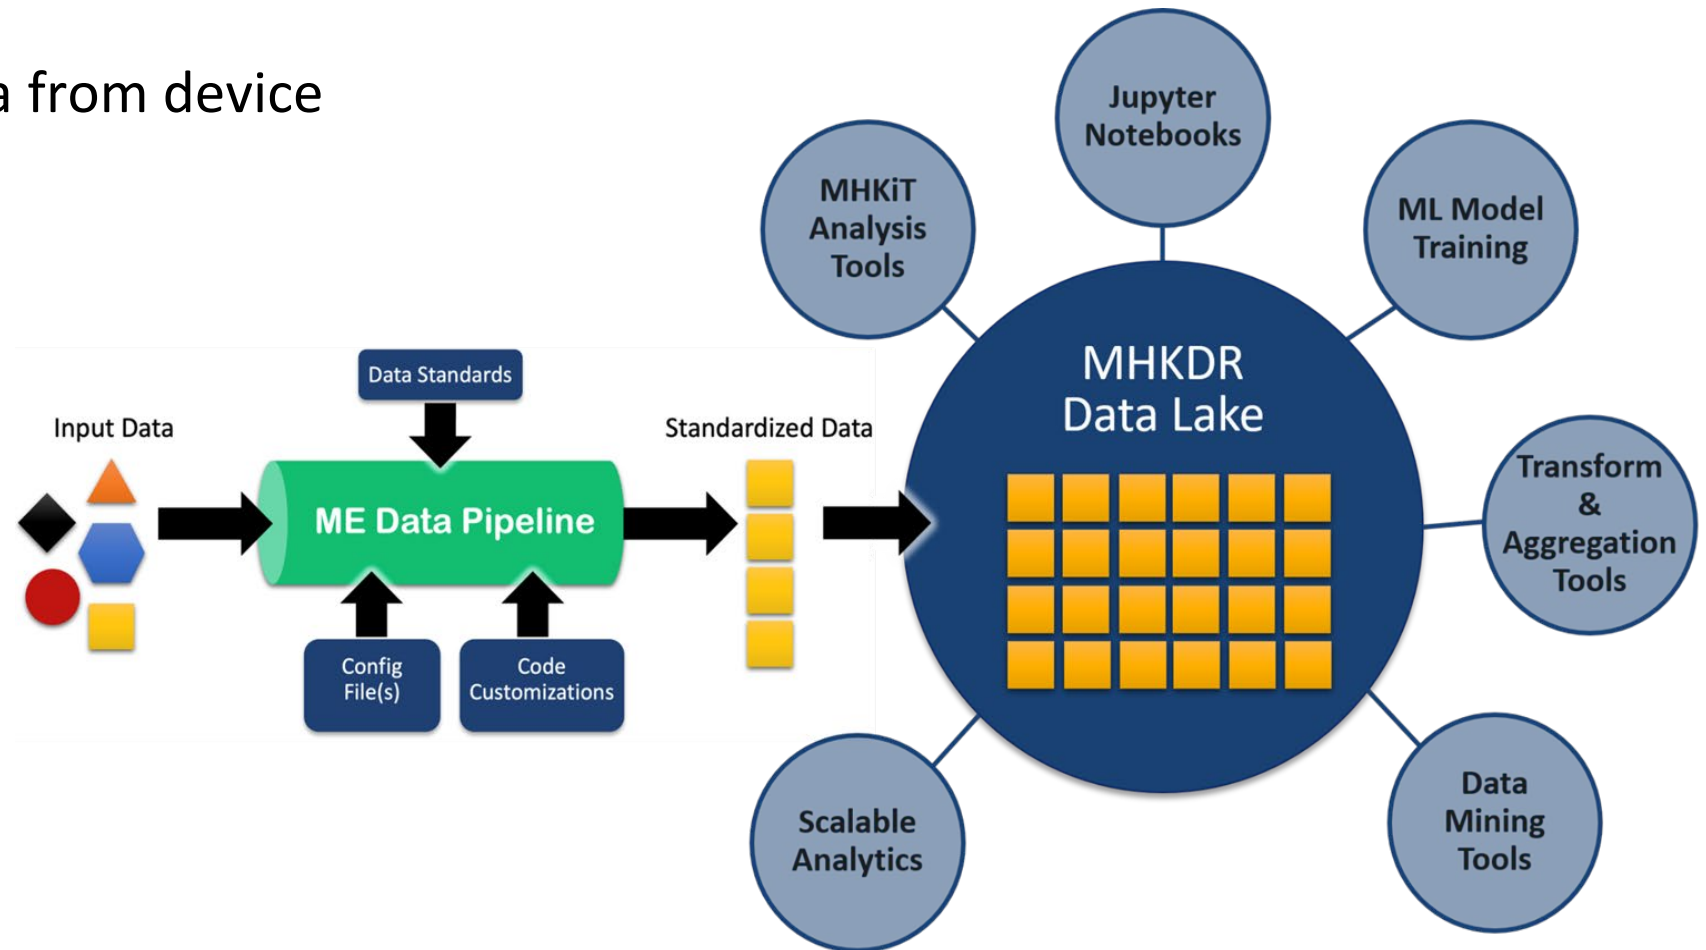 a from device
Jupyter
Notebooks
MHKiT
Analysis
Tools
ML Model
Training
MHKDR
Data Lake
Data Standards
Input Data
Standardized Data
ME Data Pipeline
Transform
&
Aggregation
Tools
Config
File(s)
Code
Customizations
Scalable
Analytics
Data
Mining
Tools